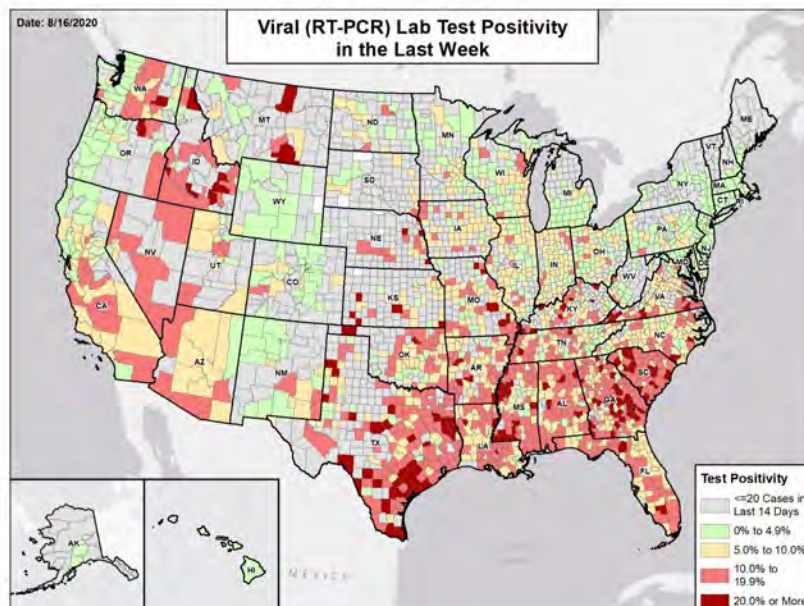 Date: 8/16/2020
Viral (RT-PCR) Lab Test Positivity
in the Last Week
WA
MT
ND
MN
ME
OR
ID
SD
WI
MI
VT
NH
NY
MA
CT
RI
WY
NE
IA
PA
NJ
NV
UT
CO
IL
IN
OH
MD
DE
WV
VA
CA
KS
MO
KY
AZ
NM
OK
AR
TN
NC
SC
TX
LA
MS
AL
GA
FL
AK
HI
MEXICO
Test Positivity
<=20 Cases in
Last 14 Days
0% to 4.9%
5.0% to 10.0%
10.0% to
19.9%
20.0% or More